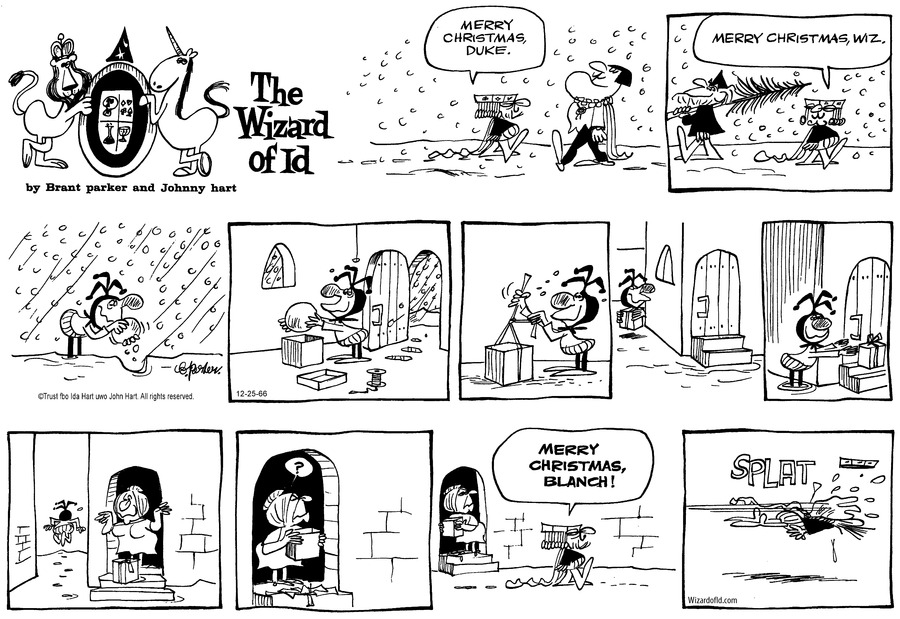 The
Wizard
of Id
by Brant parker and Johnny hart
MERRY
CHRISTMAS,
DUKE.
MERRY CHRISTMAS, WIZ.
©Tribute fbo Ida Hart uwo John Hart. All rights reserved.
12-25-66
?
MERRY
CHRISTMAS,
BLANCH!
SPLAT
WizardofId.com